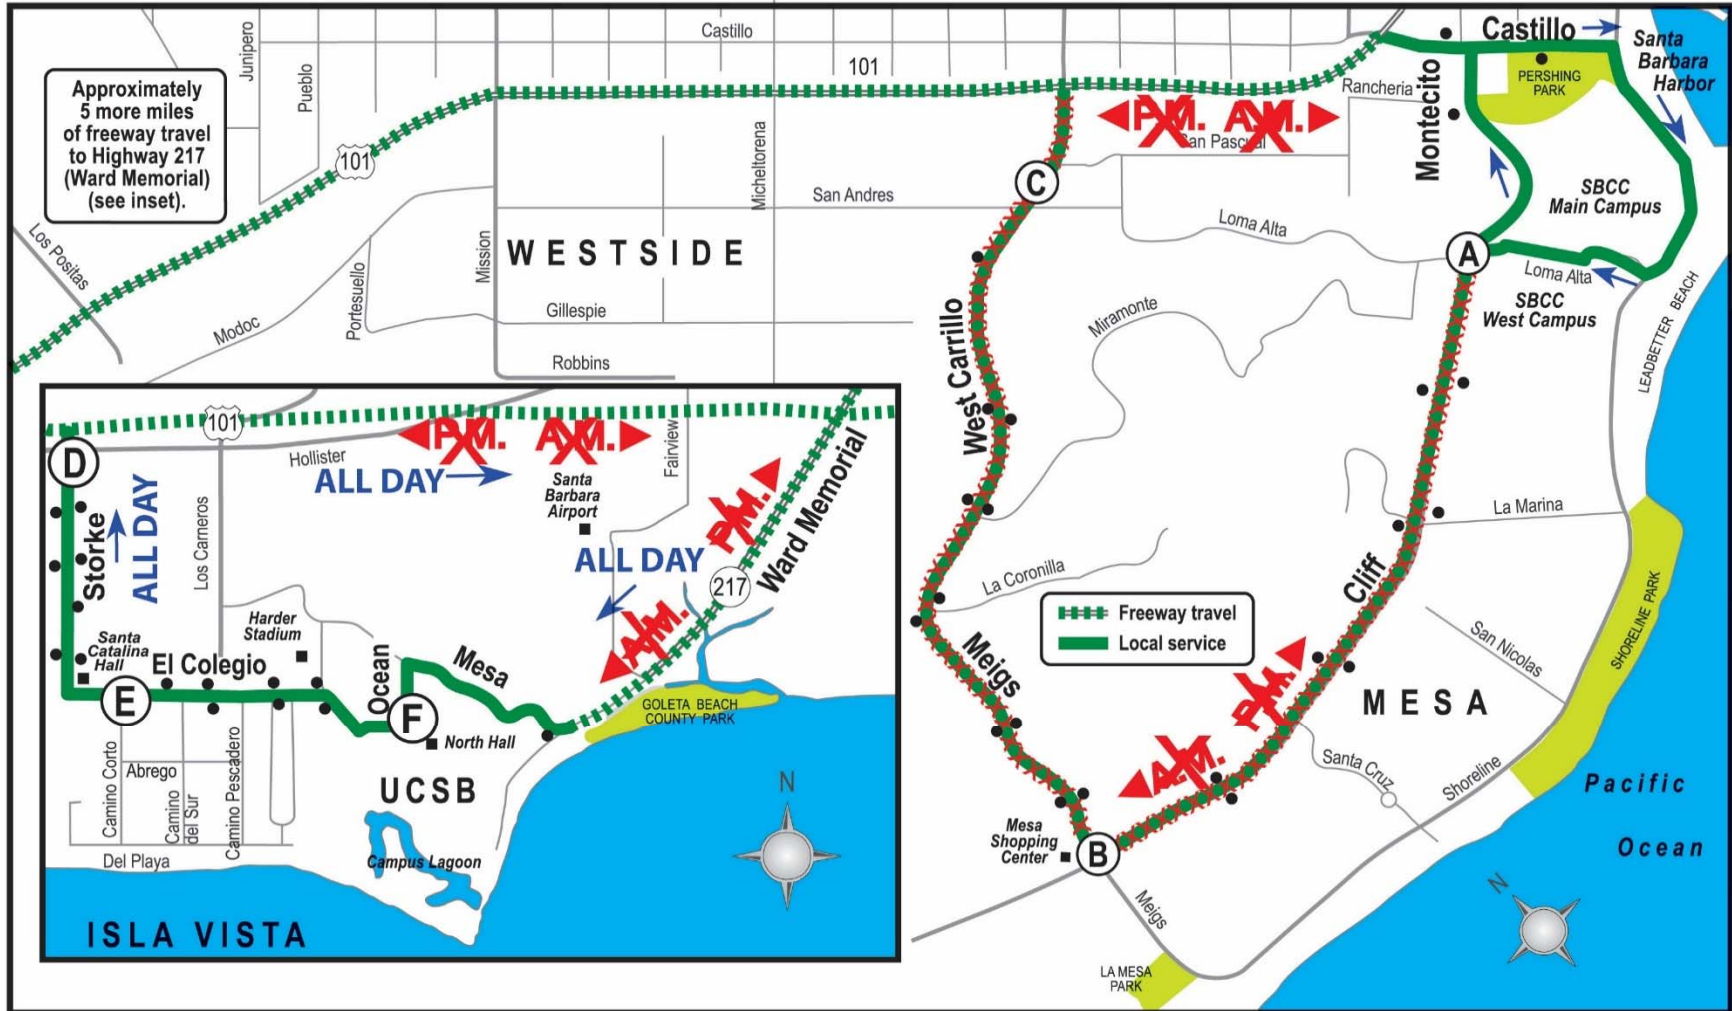 Castillo
Castillo
Santa
Barbara
Harbor
Junipero
Pueblo
101
Approximately
5 more miles
of freeway travel
to Highway 217
(Ward Memorial)
(see inset).
101
Rancheria
Montecito
PERSHING
PARK
P.M.
A.M.
San Pascual
C
Micheltorena
San Andres
SBCC
Main Campus
Los Positas
Mission
WESTSIDE
Loma Alta
A
Loma Alta
Portesuello
Modoc
Gillespie
Robbins
SBCC
West Campus
Miramonte
West Carrillo
LEADBETTER BEACH
La Marina
La Coronilla
Cliff
Freeway travel
Local service
SHORELINE PARK
San Nicolas
Meigs
P.M.
MESA
A.M.
Santa Cruz
Shoreline
Pacific
Ocean
Mesa
Shopping
Center
B
Meigs
N
LA MESA
PARK
101
P.M.
A.M.
D
Hollister
ALL DAY
Santa
Barbara
Airport
Fairview
P.M.
Ward Memorial
Storke
ALL DAY
Los Carneros
ALL DAY
217
A.M.
Harder
Stadium
Santa
Catalina
Hall
El Colegio
Ocean
Mesa
E
F
GOLETA BEACH
COUNTY PARK
North Hall
Camino Corto
Abrego
Camino
del Sur
Camino Pescadero
UCSB
N
Del Playa
Campus Lagoon
ISLA VISTA